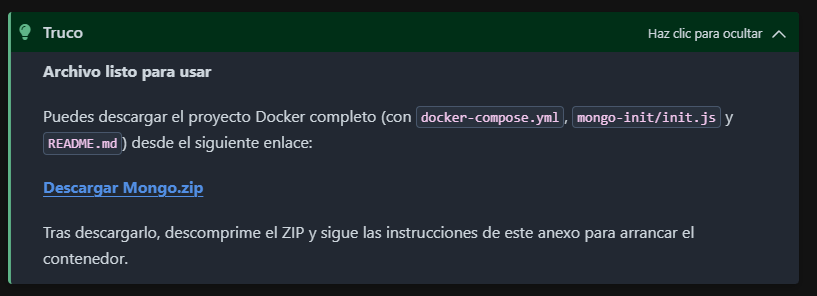 Truco
Haz clic para ocultar
Archivo listo para usar
Puedes descargar el proyecto Docker completo (con docker-compose.yml, mongo-init/init.js y
README.md) desde el siguiente enlace:
Descargar Mongo.zip
Tras descargarlo, descomprime el ZIP y sigue las instrucciones de este anexo para arrancar el
contenedor.